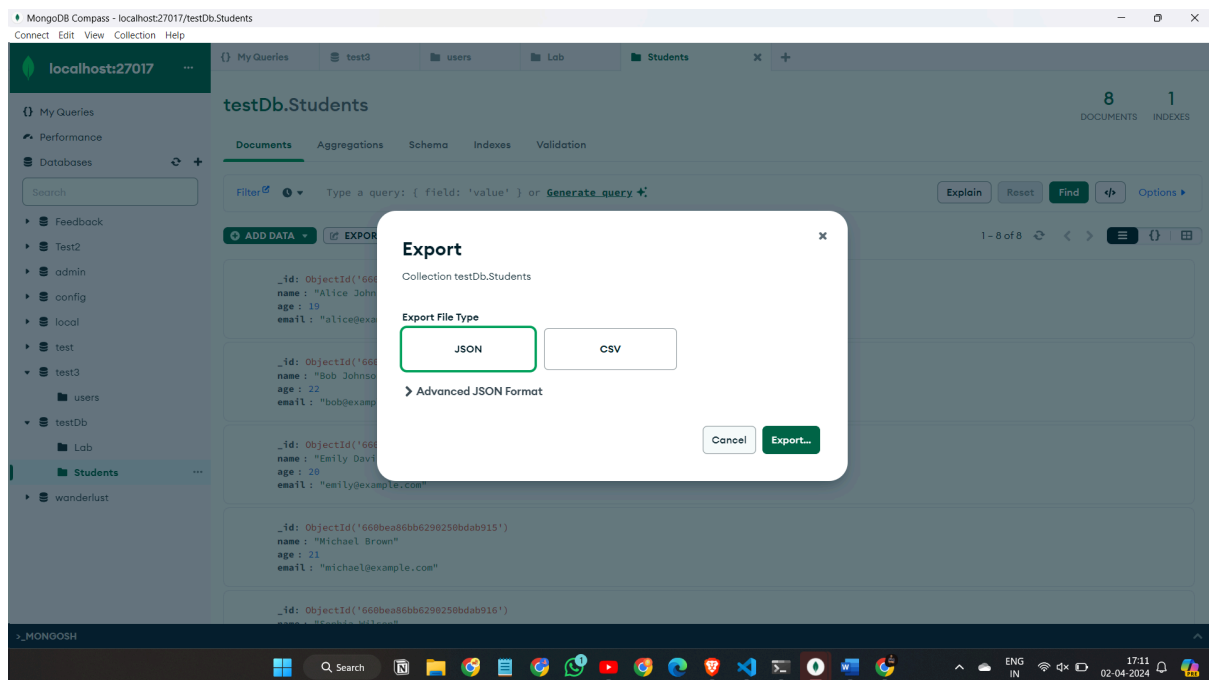 MongoDB Compass - localhost:27017/testDb.Students
Connect Edit View Collection Help
localhost:27017 ...
{} My Queries
Performance
Databases
Search
Feedback
Test2
admin
config
local
test
test3
users
testDb
Lab
Students ...
wanderlust
{} My Queries test3 users Lab Students
testDb.Students
8 DOCUMENTS
1 INDEXES
Documents Aggregations Schema Indexes Validation
Filter Type a query: { field: 'value' } or Generate query
Explain Reset Find </> Options
ADD DATA EXPOR
1 – 8 of 8 {}
_id: ObjectId('660
name : "Alice John
age : 19
email : "alice@exa
_id: ObjectId('660
name : "Bob Johnso
age : 22
email : "bob@examp
_id: ObjectId('660
name : "Emily Davi
age : 20
email : "emily@example.com"
_id: ObjectId('660bea86bb6290250bdab915')
name : "Michael Brown"
age : 21
email : "michael@example.com"
_id: ObjectId('660bea86bb6290250bdab916')
name : "Sophia Wilson"
Export
Collection testDb.Students
Export File Type
JSON CSV
Advanced JSON Format
Cancel Export...
>_MONGOSH
Search
1
ENG
IN
17:11
02-04-2024
PRE